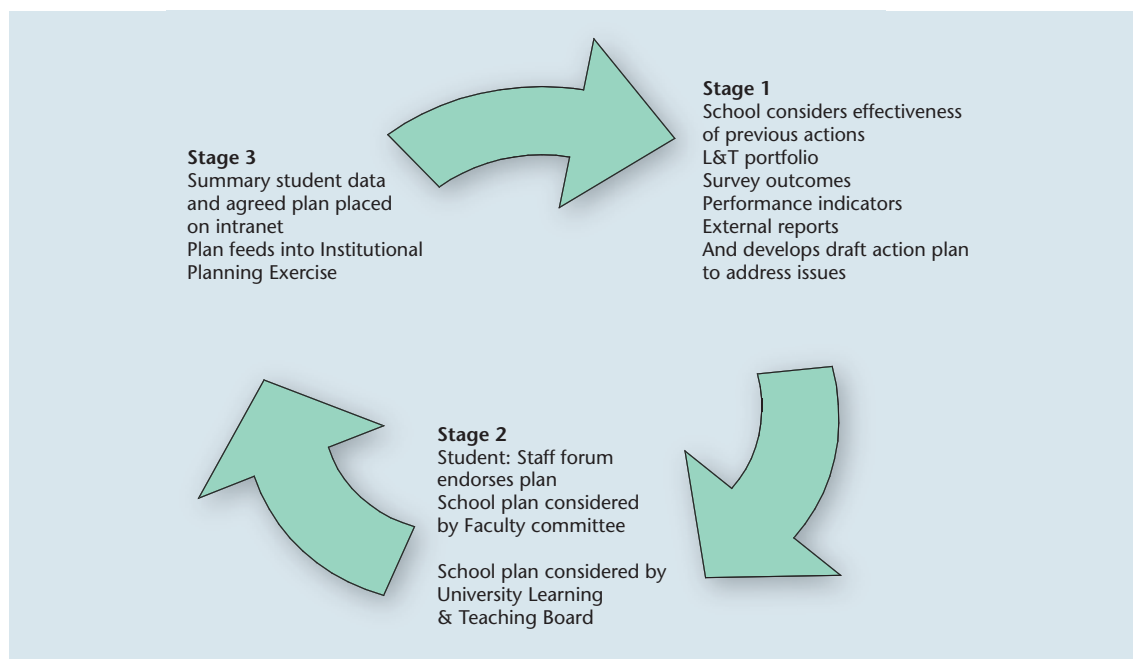 Stage 1
School considers effectiveness
of previous actions
L&T portfolio
Survey outcomes
Performance indicators
External reports
And develops draft action plan
to address issues
Stage 2
Student: Staff forum
endorses plan
School plan considered
by Faculty committee
School plan considered by
University Learning
& Teaching Board
Stage 3
Summary student data
and agreed plan placed
on intranet
Plan feeds into Institutional
Planning Exercise